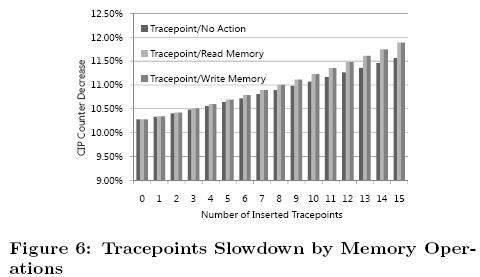 12.50%
12.00%
11.50%
11.00%
10.50%
10.00%
9.50%
9.00%
CIP Counter Decrease
Tracepoint/No Action
Tracepoint/Read Memory
Tracepoint/Write Memory
0 1 2 3 4 5 6 7 8 9 10 11 12 13 14 15
Number of Inserted Tracepoints
Figure 6: Tracepoints Slowdown by Memory Oper-
ations